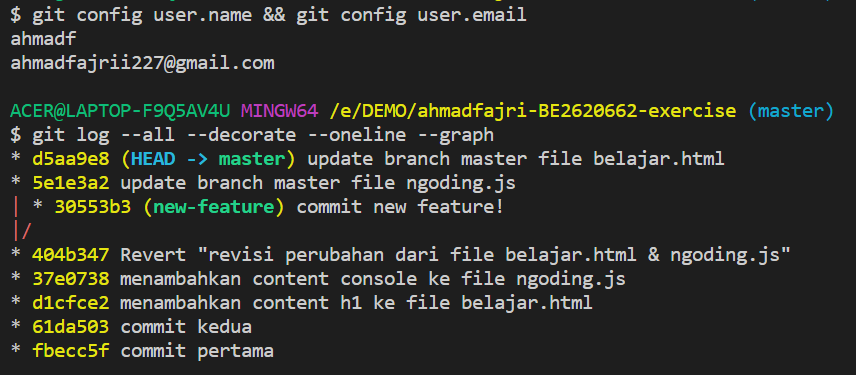 $ git config user.name && git config user.email
ahmadf
ahmadfajrii227@gmail.com
ACER@LAPTOP-F9Q5AV4U MINGW64 /e/DEMO/ahmadfajri-BE2620662-exercise (master)
$ git log --all --decorate --oneline --graph
* d5aa9e8 (HEAD -> master) update branch master file belajar.html
* 5e1e3a2 update branch master file ngoding.js
| * 30553b3 (new-feature) commit new feature!
|/
* 404b347 Revert "revisi perubahan dari file belajar.html & ngoding.js"
* 37e0738 menambahkan content console ke file ngoding.js
* d1cfce2 menambahkan content h1 ke file belajar.html
* 61da503 commit kedua
* fbecc5f commit pertama